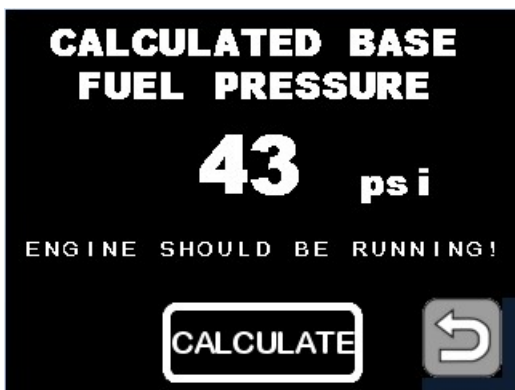 CALCULATED BASE
FUEL PRESSURE
43 psi
ENGINE SHOULD BE RUNNING!
CALCULATE